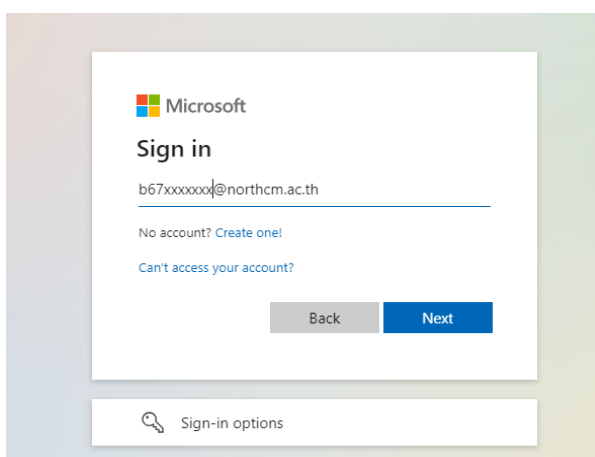 Microsoft
Sign in
b67xxxxxxx@northcm.ac.th
No account? Create one!
Can't access your account?
Back Next
Sign-in options